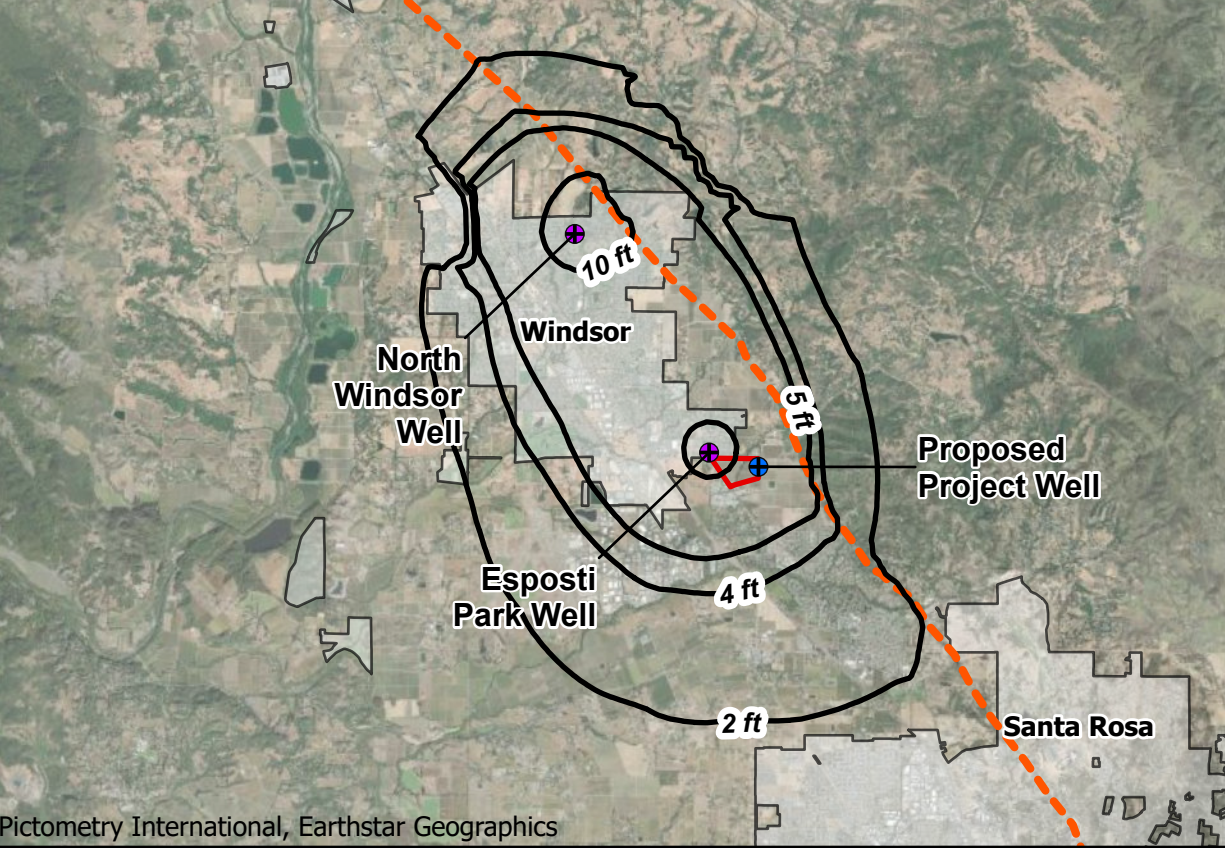 10 ft
Windsor
North
Windsor
Well
5 ft
Proposed
Project Well
Esposti
Park Well
4 ft
2 ft
Santa Rosa
Pictometry International, Earthstar Geographics